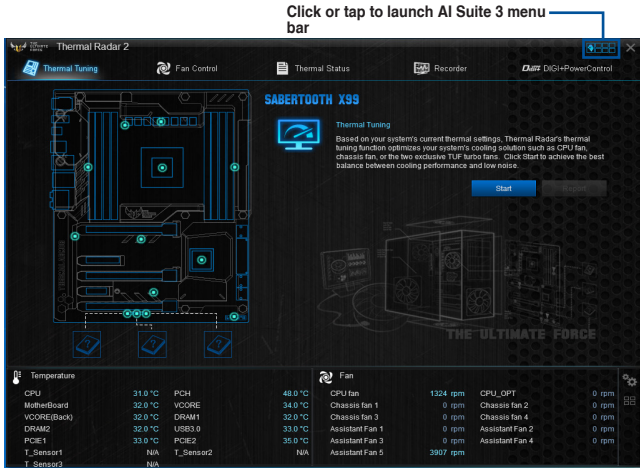 Click or tap to launch AI Suite 3 menu
bar
THE ULTIMATE FORCE
Thermal Radar 2
Thermal Tuning
Fan Control
Thermal Status
Recorder
DIGI+PowerControl
SABERTOOTH X99
Thermal Tuning
Based on your system's current thermal settings, Thermal Radar's thermal
tuning function optimizes your system's cooling solution such as CPU fan,
chassis fan, or the two exclusive TUF turbo fans. Click Start to achieve the best
balance between cooling performance and low noise.
Start Report
THE ULTIMATE FORCE
Temperature
CPU 31.0 °C PCH 48.0 °C
MotherBoard 32.0 °C VCORE 34.0 °C
VCORE(Back) 32.0 °C DRAM1 32.0 °C
DRAM2 32.0 °C USB3.0 33.0 °C
PCIE1 33.0 °C PCIE2 35.0 °C
T_Sensor1 N/A T_Sensor2 N/A
T_Sensor3 N/A
Fan
CPU fan 1324 rpm CPU_OPT 0 rpm
Chassis fan 1 0 rpm Chassis fan 2 0 rpm
Chassis fan 3 0 rpm Chassis fan 4 0 rpm
Assistant Fan 1 0 rpm Assistant Fan 2 0 rpm
Assistant Fan 3 0 rpm Assistant Fan 4 0 rpm
Assistant Fan 5 3907 rpm